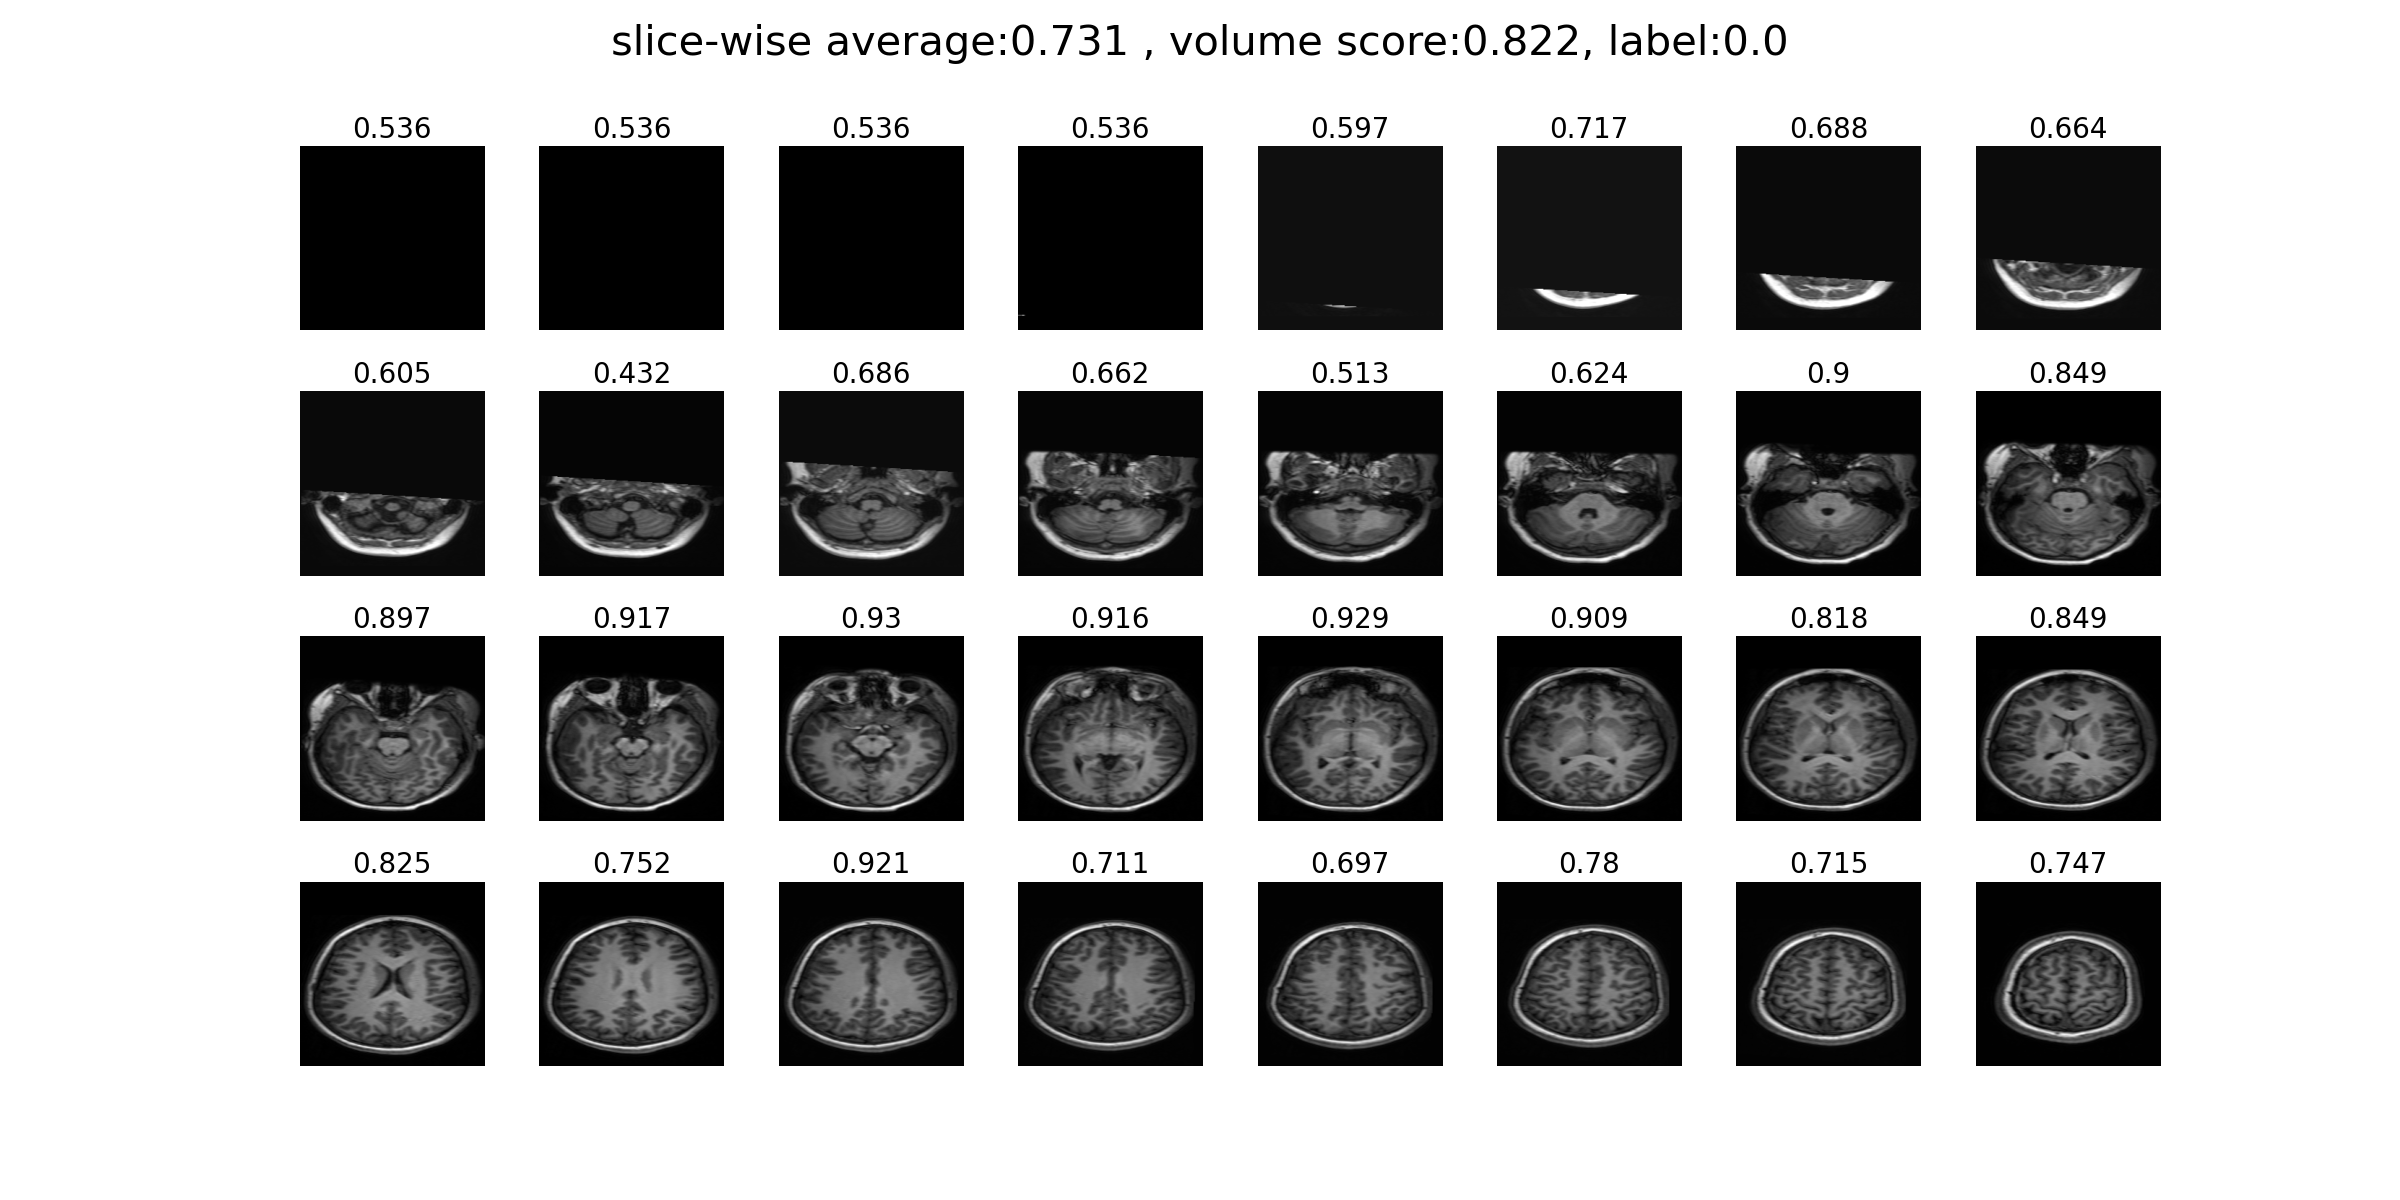 slice-wise average:0.731 , volume score:0.822, label:0.0
0.536 0.536 0.536 0.536 0.597 0.717 0.688 0.664
0.605 0.432 0.686 0.662 0.513 0.624 0.9 0.849
0.897 0.917 0.93 0.916 0.929 0.909 0.818 0.849
0.825 0.752 0.921 0.711 0.697 0.78 0.715 0.747